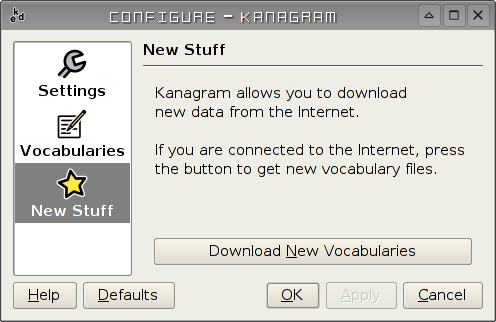 CONFIGURE - KANAGRAM
New Stuff
Settings
Vocabularies
New Stuff
Kanagram allows you to download
new data from the Internet.
If you are connected to the Internet, press
the button to get new vocabulary files.
Download New Vocabularies
Help Defaults OK Apply Cancel